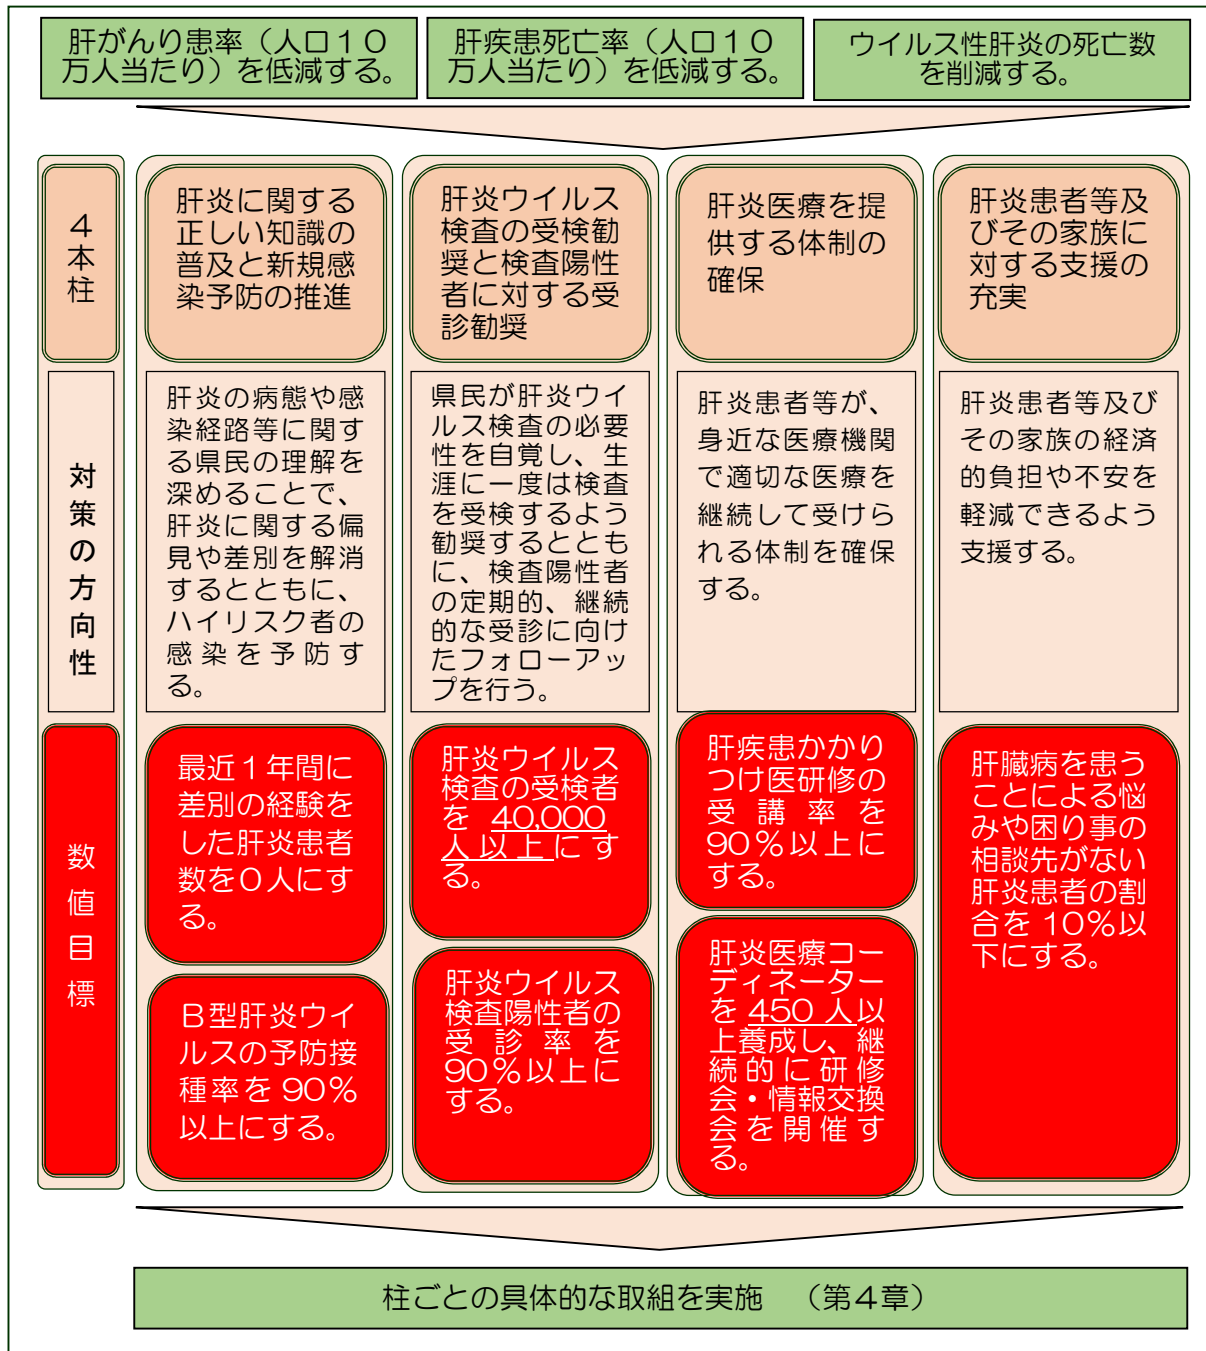 肝がんり患率（人口１０
万人当たり）を低減する。
肝疾患死亡率（人口１０
万人当たり）を低減する。
ウイルス性肝炎の死亡数
を削減する。
４本柱
肝炎に関する
正しい知識の
普及と新規感
染予防の推進
肝炎ウイルス
検査の受検勧
奨と検査陽性
者に対する受
診勧奨
肝炎医療を提
供する体制の
確保
肝炎患者等及
びその家族に
対する支援の
充実
対策の方向性
肝炎の病態や感
染経路等に関す
る県民の理解を
深めることで、
肝炎に関する偏
見や差別を解消
するとともに、
ハイリスク者の
感染を予防す
る。
県民が肝炎ウイ
ルス検査の必要
性を自覚し、生
涯に一度は検査
を受検するよう
勧奨するととも
に、検査陽性者
の定期的、継続
的な受診に向け
たフォローアッ
プを行う。
肝炎患者等が、
身近な医療機関
で適切な医療を
継続して受けら
れる体制を確保
する。
肝炎患者等及び
その家族の経済
的負担や不安を
軽減できるよう
支援する。
数値目標
最近１年間に
差別の経験を
した肝炎患者
数を０人にす
る。
Ｂ型肝炎ウイ
ルスの予防接
種率を 90％
以上にする。
肝炎ウイルス
検査の受検者
を 40,000
人以上にす
る。
肝炎ウイルス
検査陽性者の
受診率を
90％以上に
する。
肝疾患かかり
つけ医研修の
受講率を
90％以上に
する。
肝炎医療コー
ディネーター
を 450 人以
上養成し、継
続的に研修
会・情報交換
会を開催す
る。
肝臓病を患う
ことによる悩
みや困り事の
相談先がない
肝炎患者の割
合を 10％以
下にする。
柱ごとの具体的な取組を実施　（第４章）